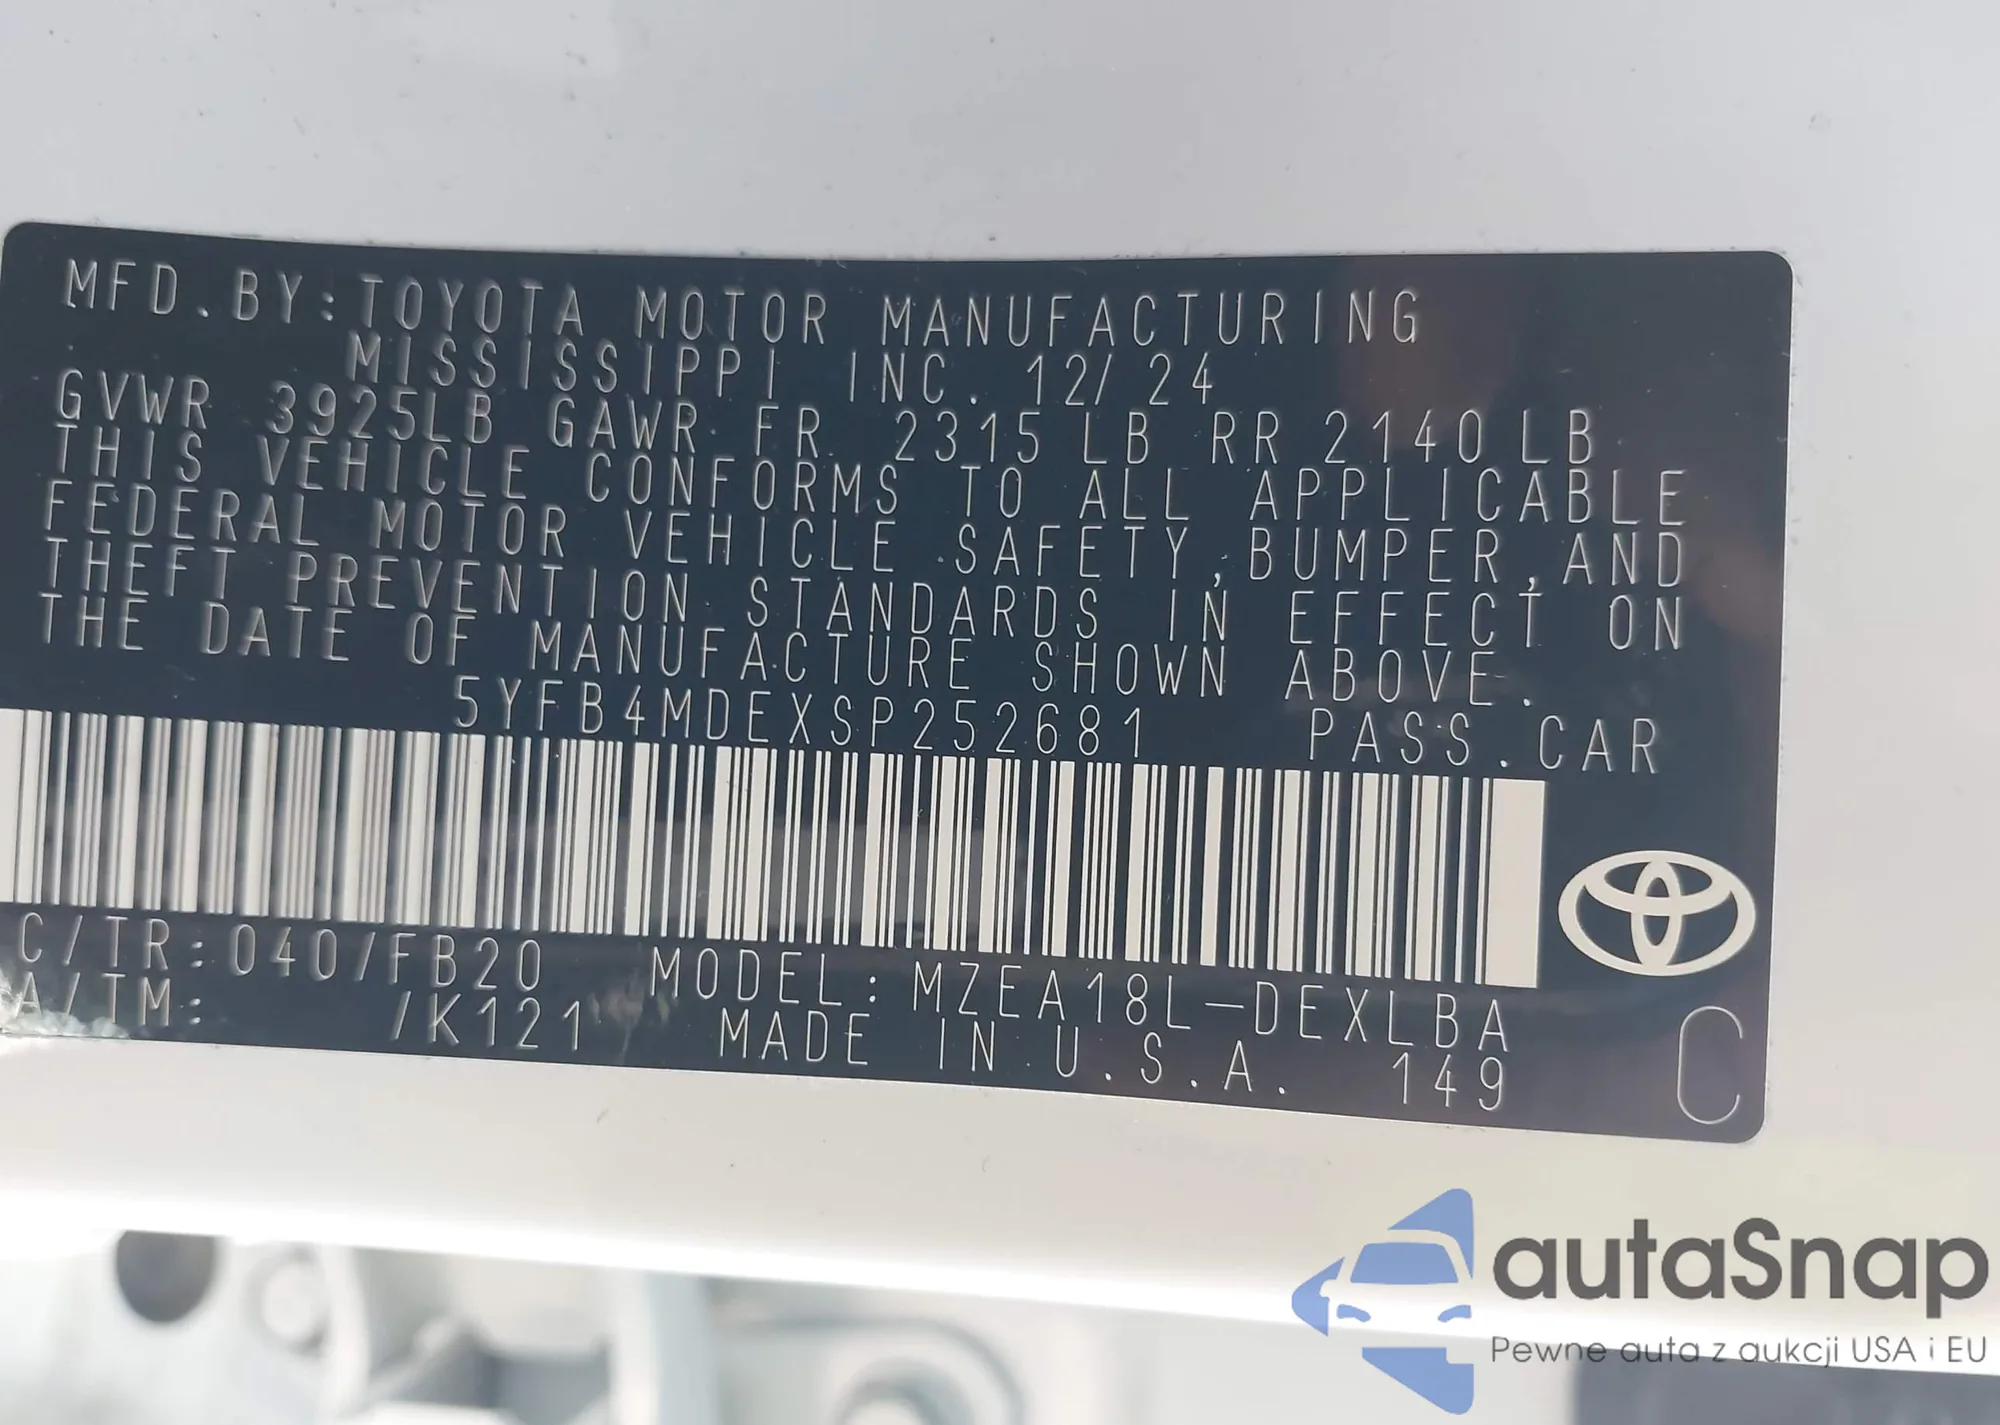 MFD.BY:TOYOTA MOTOR MANUFACTURING
MISSISSIPPI INC. 12/24
GVWR 3925LB GAWR FR 2315LB RR 2140LB
THIS VEHICLE CONFORMS TO ALL APPLICABLE
FEDERAL MOTOR VEHICLE SAFETY,BUMPER,AND
THEFT PREVENTION STANDARDS IN EFFECT ON
THE DATE OF MANUFACTURE SHOWN ABOVE.
5YFB4MDEXSP252681 PASS.CAR
C/TR:040/FB20 MODEL:MZEA18L-DEXLBA
A/TM: /K121 MADE IN U.S.A. 149 C
autaSnap
Pewne auta z aukcji USA i EU